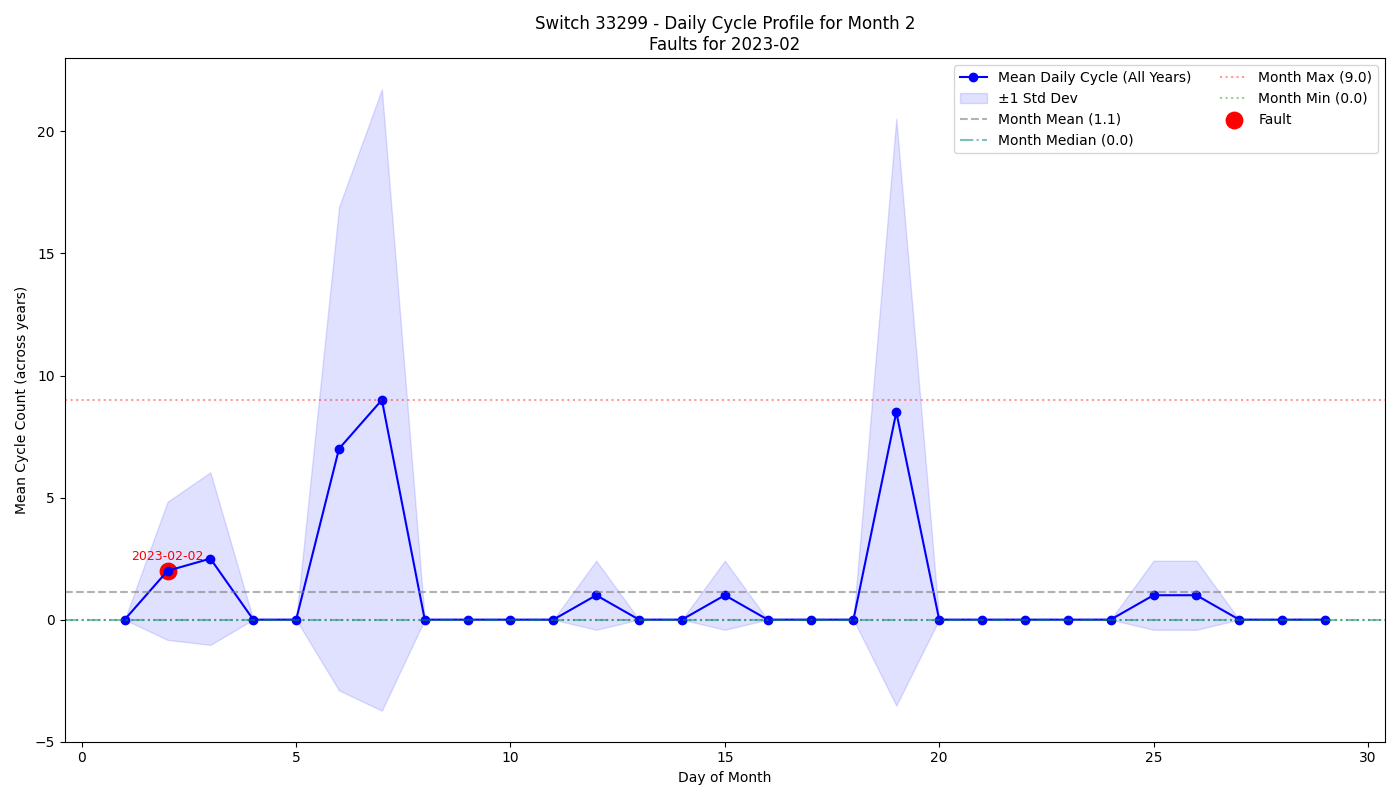 Switch 33299 - Daily Cycle Profile for Month 2
Faults for 2023-02
Mean Daily Cycle (All Years)
±1 Std Dev
Month Mean (1.1)
Month Median (0.0)
Month Max (9.0)
Month Min (0.0)
Fault
Mean Cycle Count (across years)
20
15
10
5
0
−5
2023-02-02
0
5
10
15
20
25
30
Day of Month